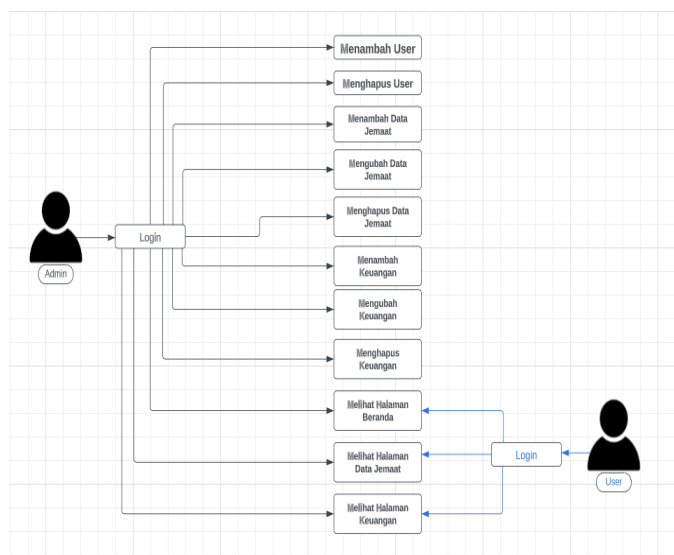 Menambah User
Menghapus User
Menambah Data
Jemaat
Mengubah Data
Jemaat
Menghapus Data
Jemaat
Login
Admin
Menambah
Keuangan
Mengubah
Keuangan
Menghapus
Keuangan
Melihat Halaman
Beranda
Melihat Halaman
Data Jemaat
Melihat Halaman
Keuangan
Login
User